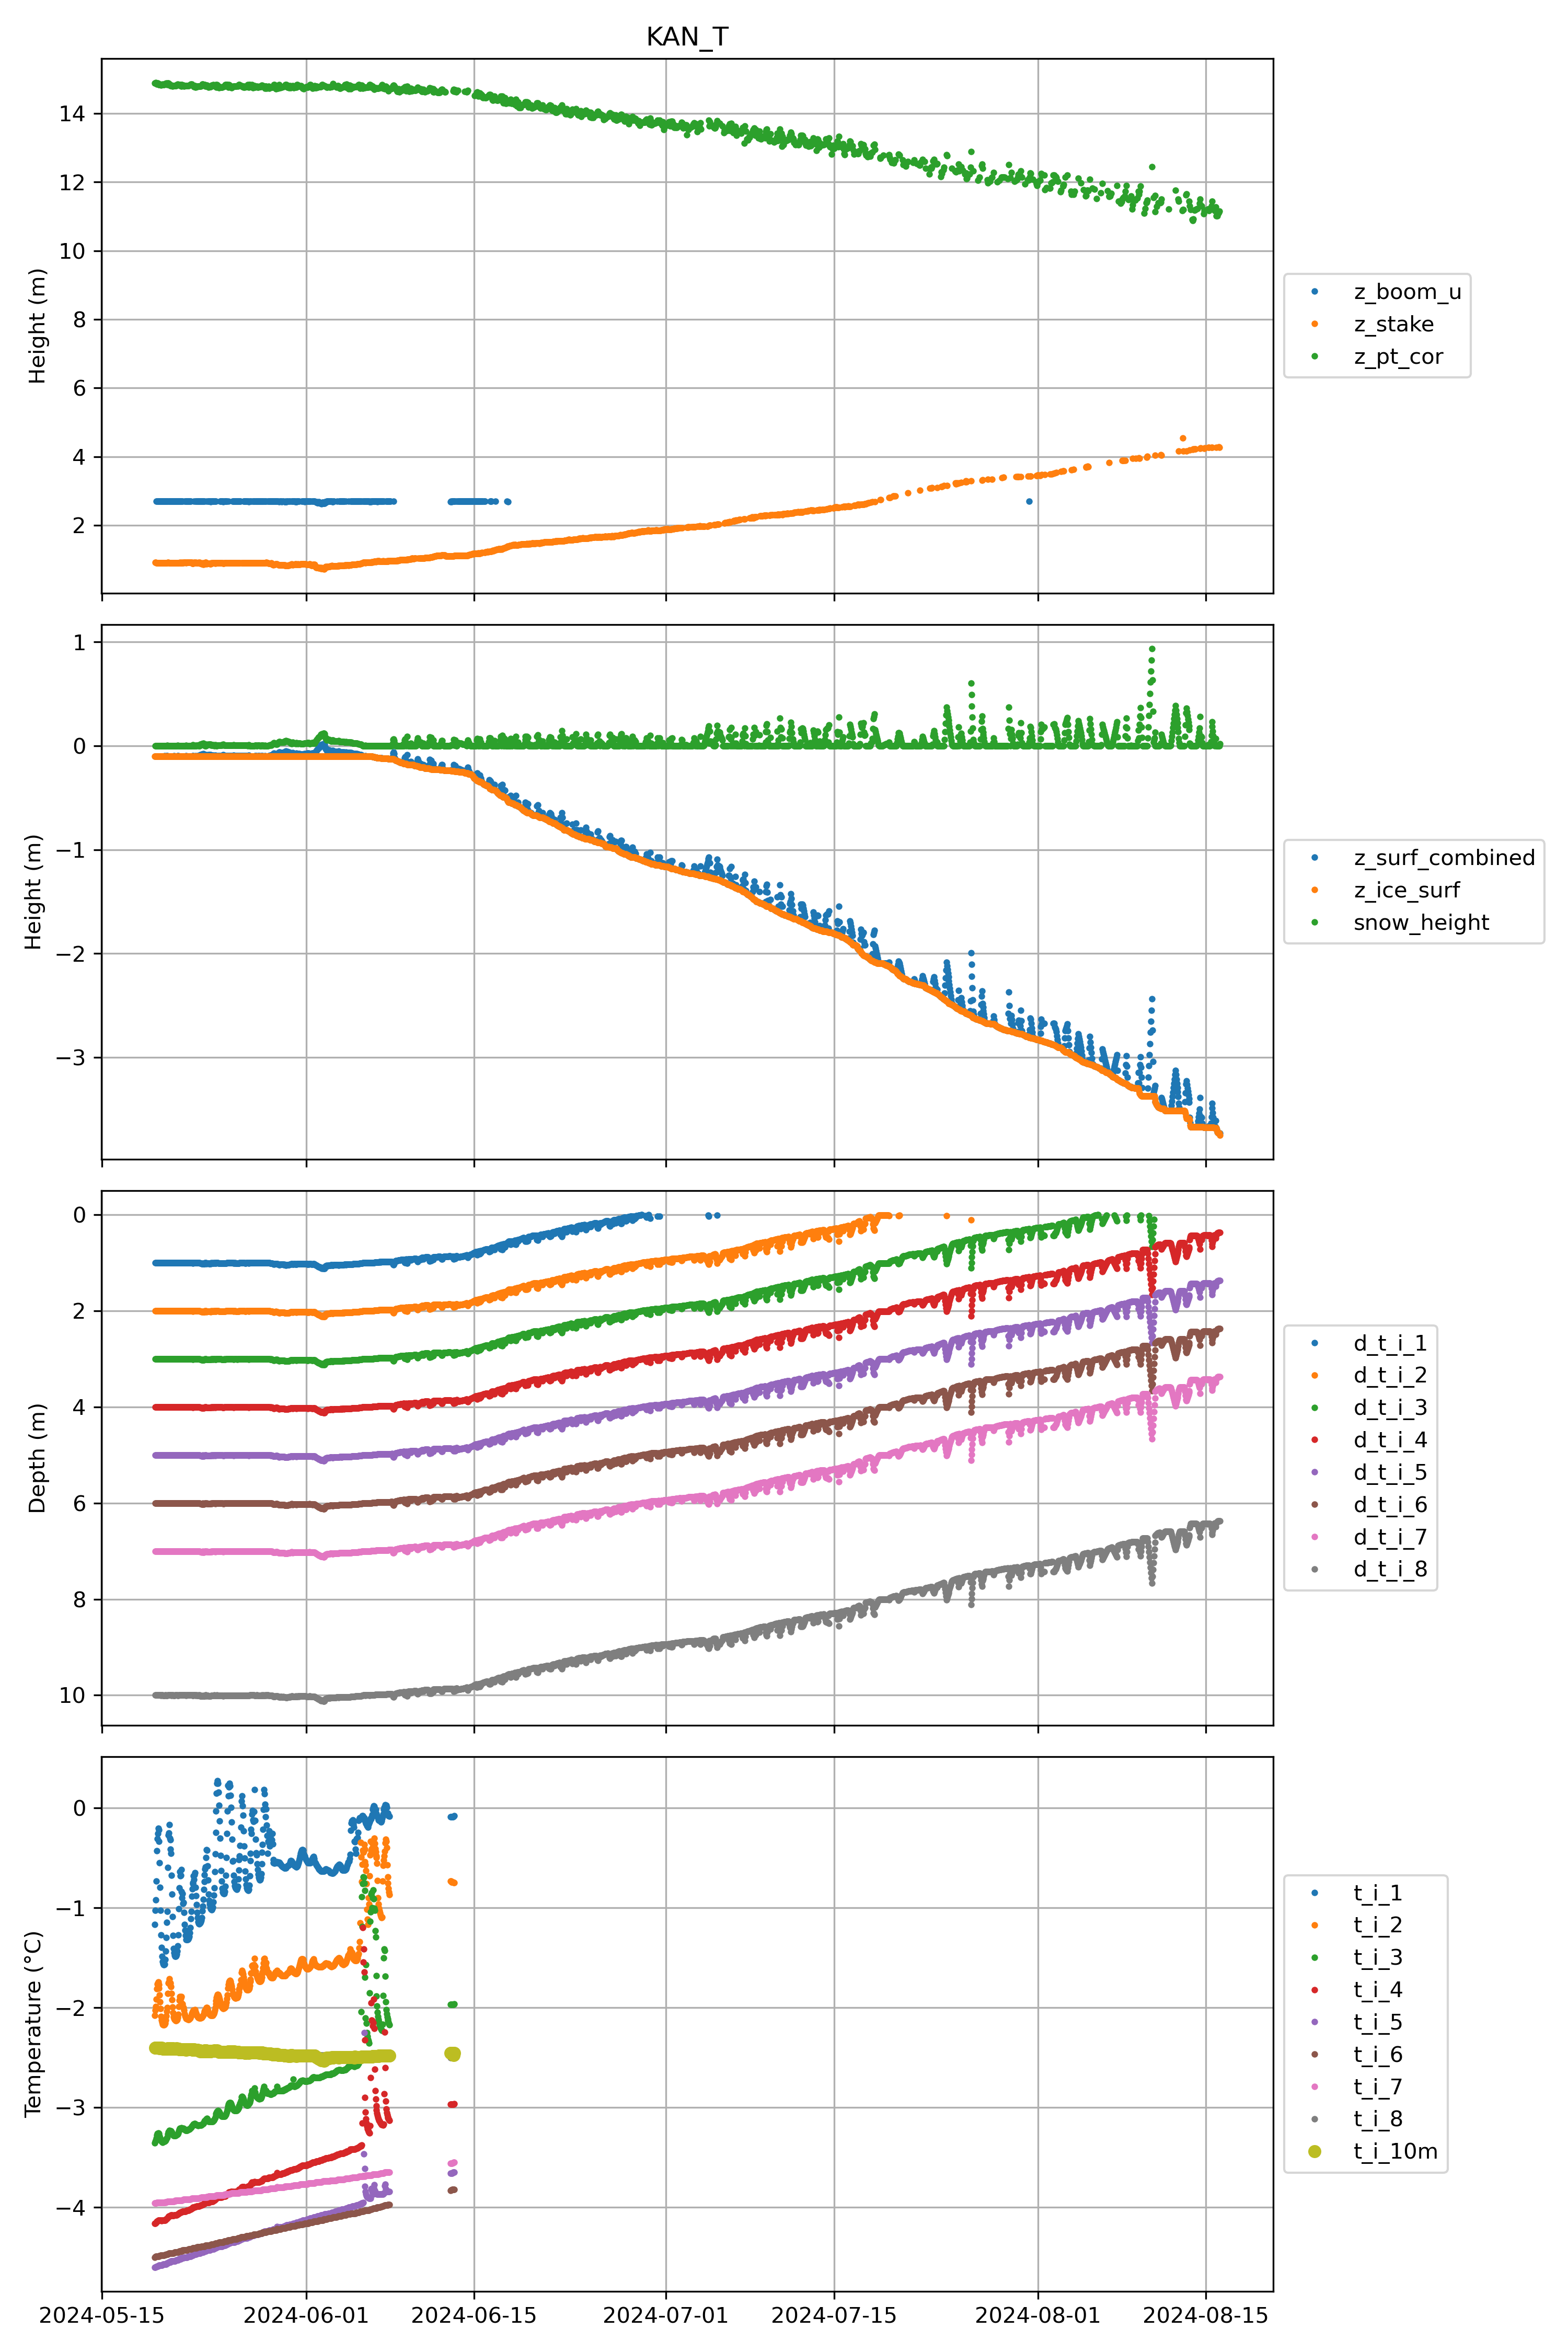 KAN_T
14
12
10
8
6
4
2
Height (m)
z_boom_u
z_stake
z_pt_cor
1
0
−1
−2
−3
Height (m)
z_surf_combined
z_ice_surf
snow_height
0
2
4
6
8
10
Depth (m)
d_t_i_1
d_t_i_2
d_t_i_3
d_t_i_4
d_t_i_5
d_t_i_6
d_t_i_7
d_t_i_8
0
−1
−2
−3
−4
Temperature (°C)
t_i_1
t_i_2
t_i_3
t_i_4
t_i_5
t_i_6
t_i_7
t_i_8
t_i_10m
2024-05-15
2024-06-01
2024-06-15
2024-07-01
2024-07-15
2024-08-01
2024-08-15